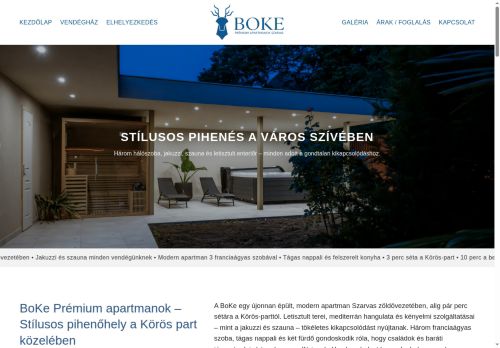 KEZDŐLAP VENDÉGHÁZ ELHELYEZKEDÉS
BOKE
PRÉMIUM APARTMANOK SZARVAS
GALÉRIA ÁRAK / FOGLALÁS KAPCSOLAT
STÍLUSOS PIHENÉS A VÁROS SZÍVÉBEN
Három hálószoba, jakuzzi, szauna és letisztult enteriőr – minden adott a gondtalan kikapcsolódáshoz.
vezetében • Jakuzzi és szauna minden vendégünknek • Modern apartman 3 franciaágyas szobával • Tágas nappali és felszerelt konyha • 3 perc séta a Körös-part • 10 perc a be
BoKe Prémium apartmanok –
Stílusos pihenőhely a Körös part
közelében
A BoKe egy újonnan épült, modern apartman Szarvas zöldövezetében, alig pár perc
sétára a Körös-parttól. Letisztult terei, mediterrán hangulata és kényelmi szolgáltatásai
– mint a jakuzzi és szauna – tökéletes kikapcsolódást nyújtanak. Három franciaágyas
szoba, tágas nappali és két fürdő gondoskodik róla, hogy családok és baráti